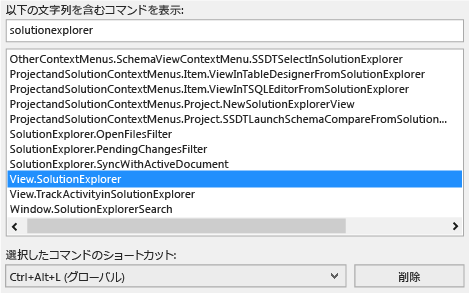 以下の文字列を含むコマンドを表示:
solutionexplorer
OtherContextMenus.SchemaViewContextMenu.SSDTSelectInSolutionExplorer
ProjectandSolutionContextMenus.Item.ViewInTableDesignerFromSolutionExplorer
ProjectandSolutionContextMenus.Item.ViewInTSQLEditorFromSolutionExplorer
ProjectandSolutionContextMenus.Project.NewSolutionExplorerView
ProjectandSolutionContextMenus.Project.SSDTLaunchSchemaCompareFromSolution...
SolutionExplorer.OpenFilesFilter
SolutionExplorer.PendingChangesFilter
SolutionExplorer.SyncWithActiveDocument
View.SolutionExplorer
View.TrackActivityinSolutionExplorer
Window.SolutionExplorerSearch
選択したコマンドのショートカット:
Ctrl+Alt+L (グローバル) 削除